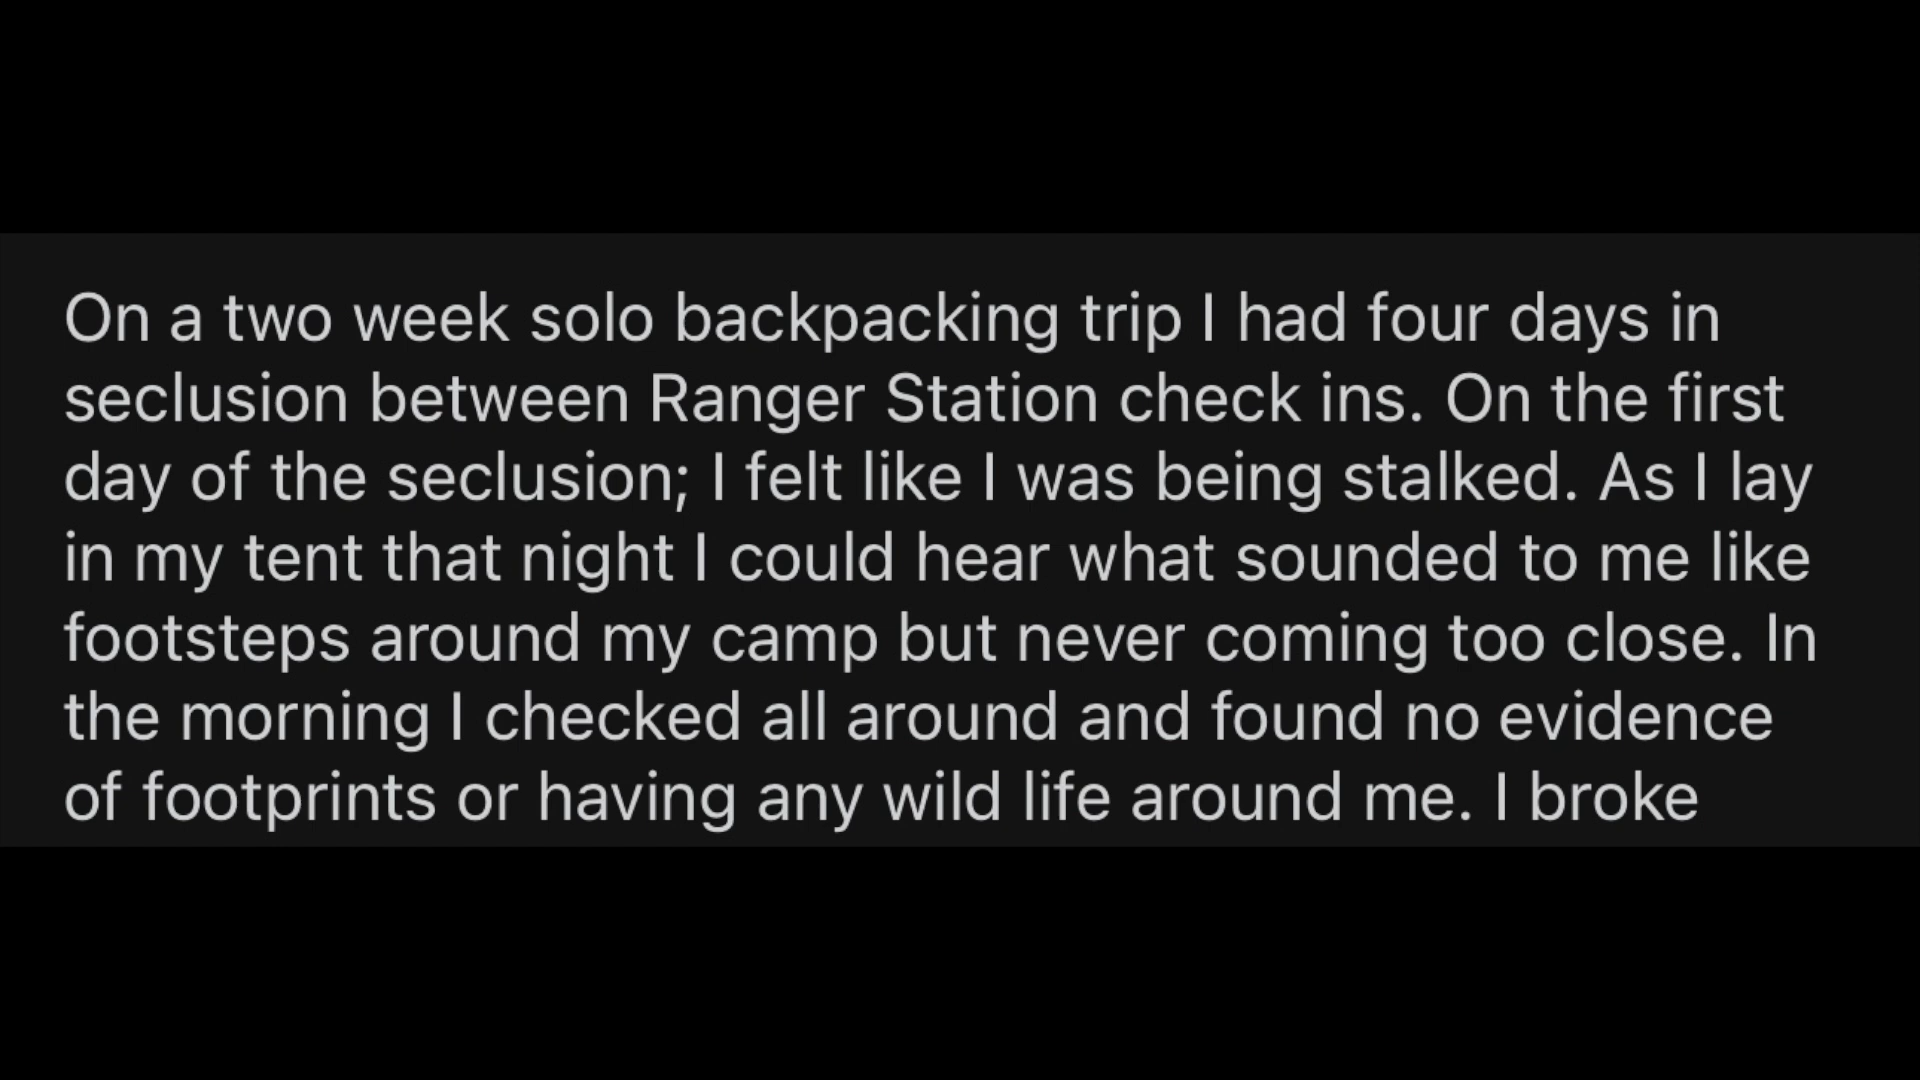 On a two week solo backpacking trip I had four days in
seclusion between Ranger Station check ins. On the first
day of the seclusion; I felt like I was being stalked. As I lay
in my tent that night I could hear what sounded to me like
footsteps around my camp but never coming too close. In
the morning I checked all around and found no evidence
of footprints or having any wild life around me. I broke